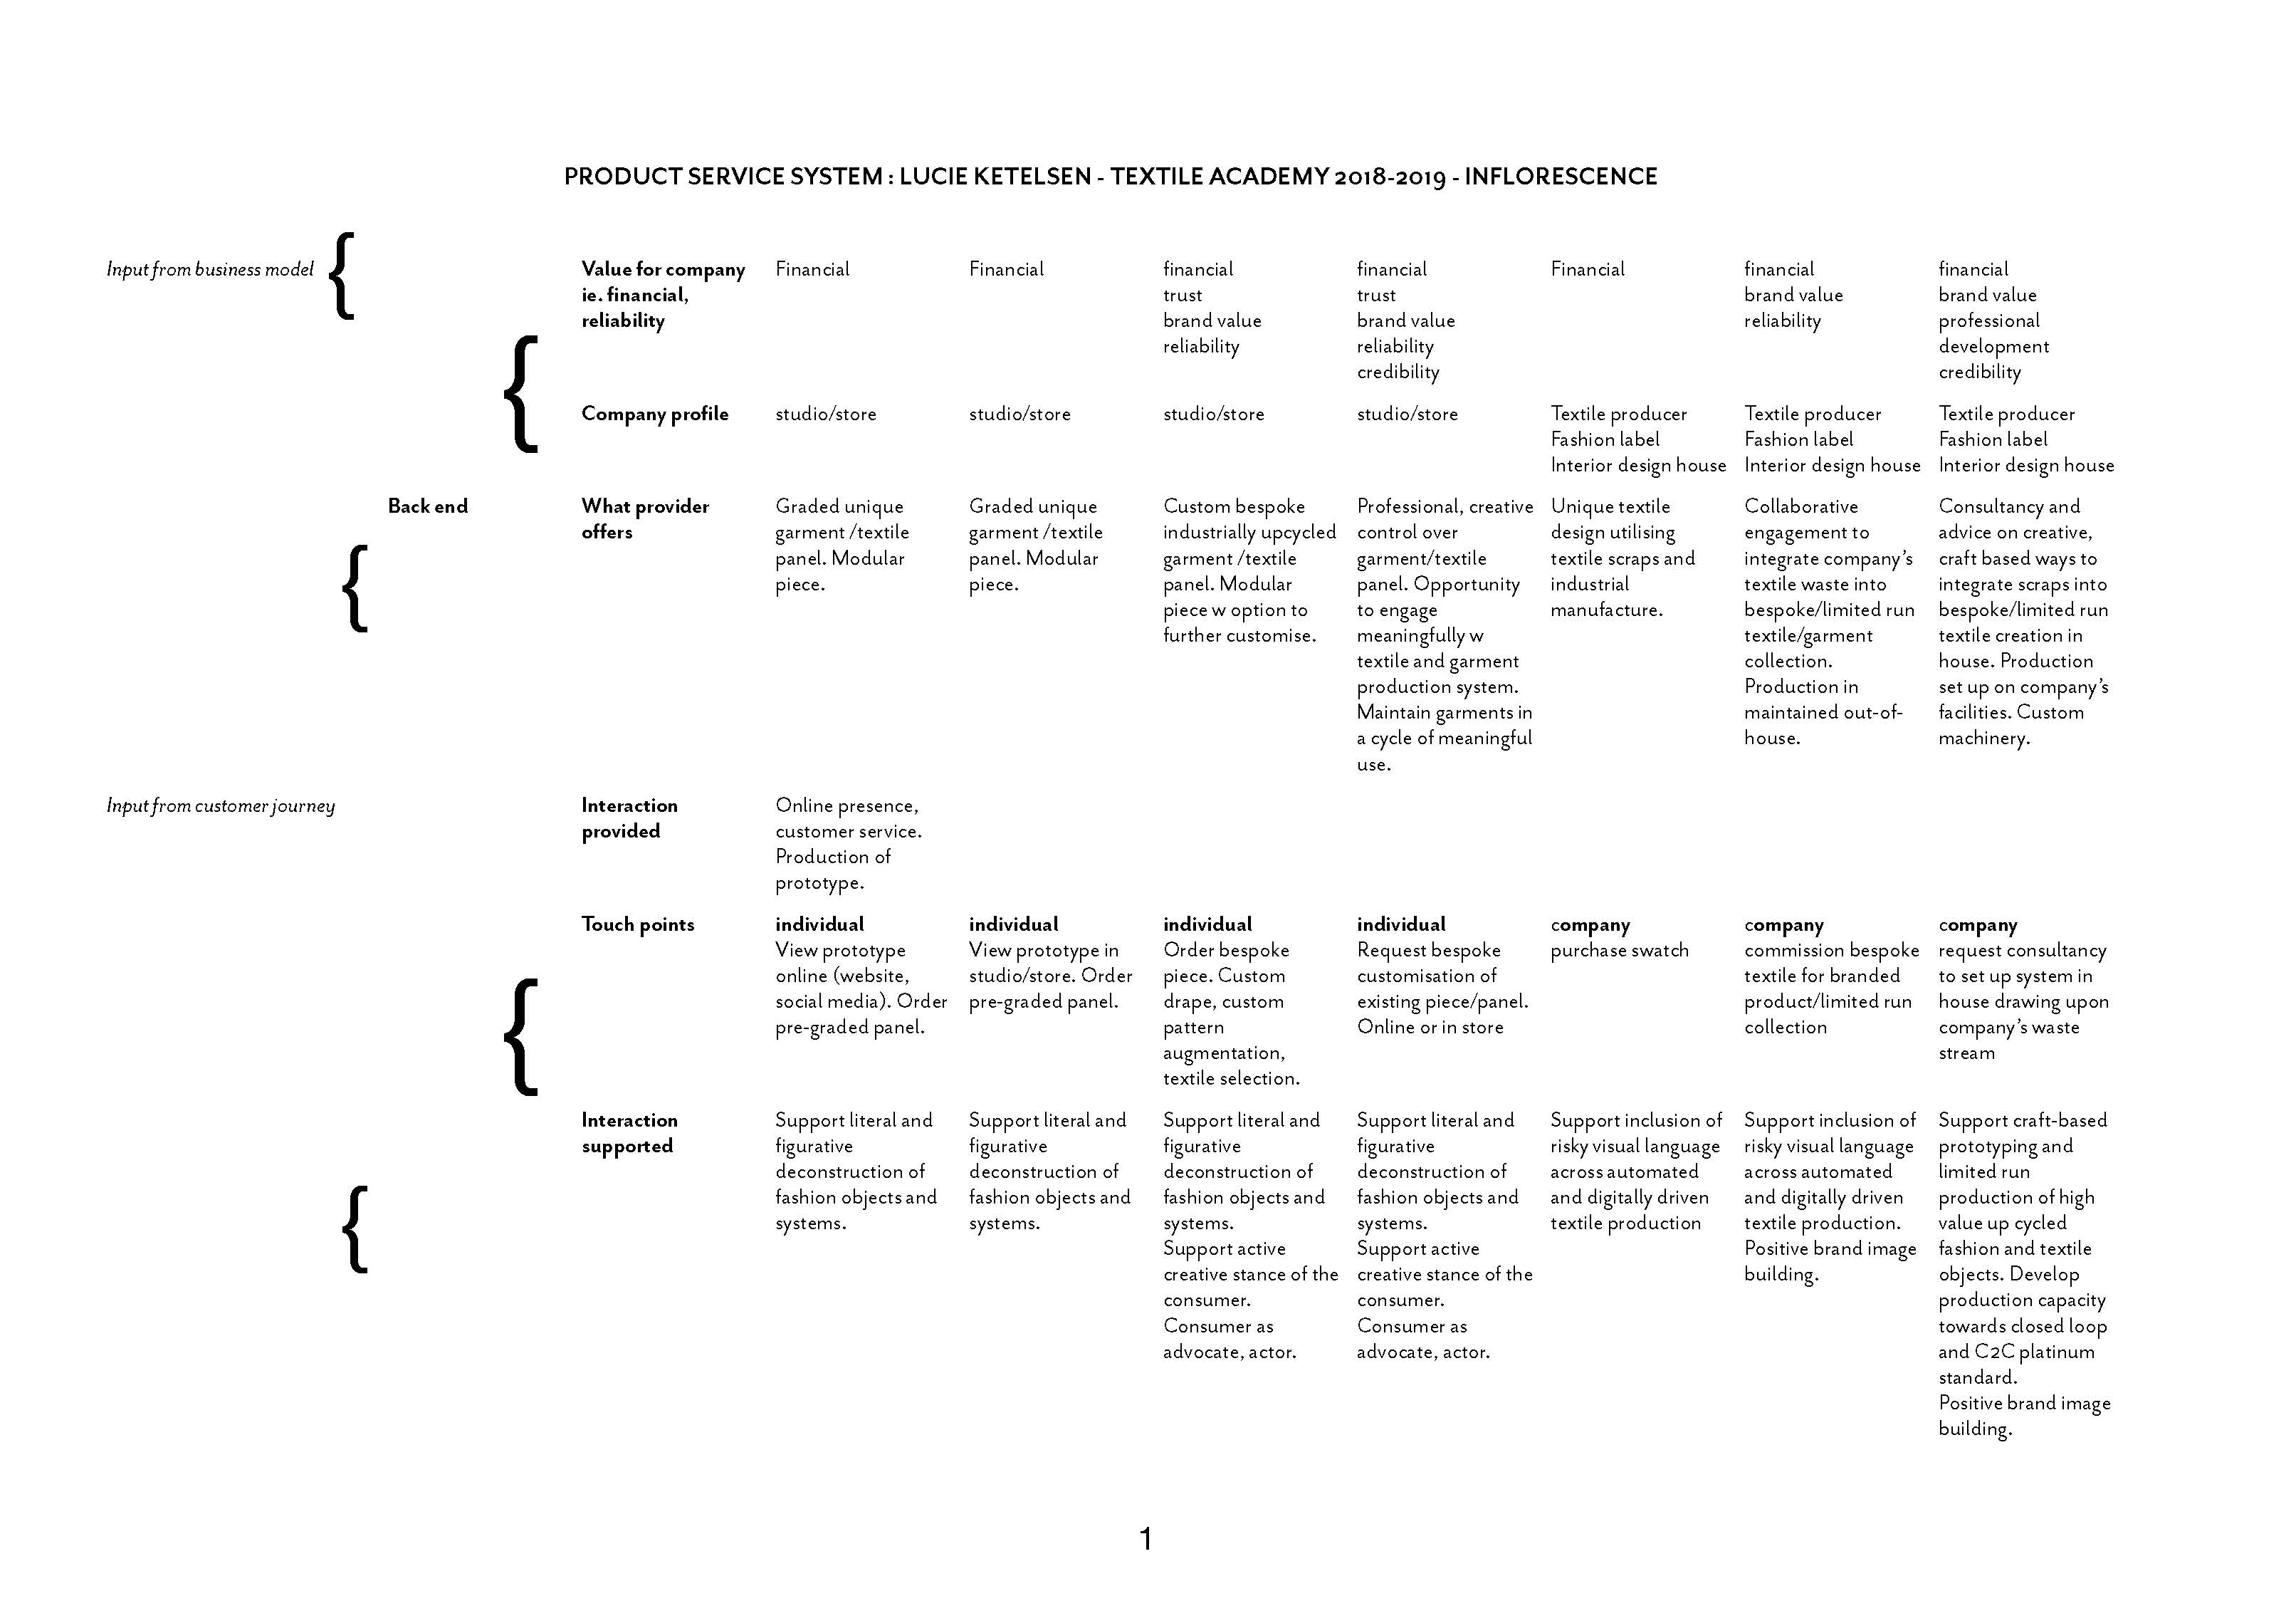 PRODUCT SERVICE SYSTEM : LUCIE KETELSEN - TEXTILE ACADEMY 2018-2019 - INFLORESCENCE
Input from business model
{
{
Value for company
ie. financial,
reliability
Financial
Financial
financial
trust
brand value
reliability
financial
trust
brand value
reliability
credibility
Financial
financial
brand value
reliability
financial
brand value
professional
development
credibility
Company profile
studio/store
studio/store
studio/store
studio/store
Textile producer
Fashion label
Interior design house
Textile producer
Fashion label
Interior design house
Textile producer
Fashion label
Interior design house
Back end
{
What provider
offers
Graded unique
garment /textile
panel. Modular
piece.
Graded unique
garment /textile
panel. Modular
piece.
Custom bespoke
industrially upcycled
garment /textile
panel. Modular
piece w option to
further customise.
Professional, creative
control over
garment/textile
panel. Opportunity
to engage
meaningfully w
textile and garment
production system.
Maintain garments in
a cycle of meaningful
use.
Unique textile
design utilising
textile scraps and
industrial
manufacture.
Collaborative
engagement to
integrate company's
textile waste into
bespoke/limited run
textile/garment
collection.
Production in
maintained out-of-
house.
Consultancy and
advice on creative,
craft based ways to
integrate scraps into
bespoke/limited run
textile creation in
house. Production
set up on company's
facilities. Custom
machinery.
Input from customer journey
Interaction
provided
Online presence,
customer service.
Production of
prototype.
{
Touch points
individual
View prototype
online (website,
social media). Order
pre-graded panel.
individual
View prototype in
studio/store. Order
pre-graded panel.
individual
Order bespoke
piece. Custom
drape, custom
pattern
augmentation,
textile selection.
individual
Request bespoke
customisation of
existing piece/panel.
Online or in store
company
purchase swatch
company
commission bespoke
textile for branded
product/limited run
collection
company
request consultancy
to set up system in
house drawing upon
company's waste
stream
{
Interaction
supported
Support literal and
figurative
deconstruction of
fashion objects and
systems.
Support literal and
figurative
deconstruction of
fashion objects and
systems.
Support literal and
figurative
deconstruction of
fashion objects and
systems.
Support active
creative stance of the
consumer.
Consumer as
advocate, actor.
Support literal and
figurative
deconstruction of
fashion objects and
systems.
Support active
creative stance of the
consumer.
Consumer as
advocate, actor.
Support inclusion of
risky visual language
across automated
and digitally driven
textile production
Support inclusion of
risky visual language
across automated
and digitally driven
textile production.
Positive brand image
building.
Support craft-based
prototyping and
limited run
production of high
value up cycled
fashion and textile
objects. Develop
production capacity
towards closed loop
and C2C platinum
standard.
Positive brand image
building.
1